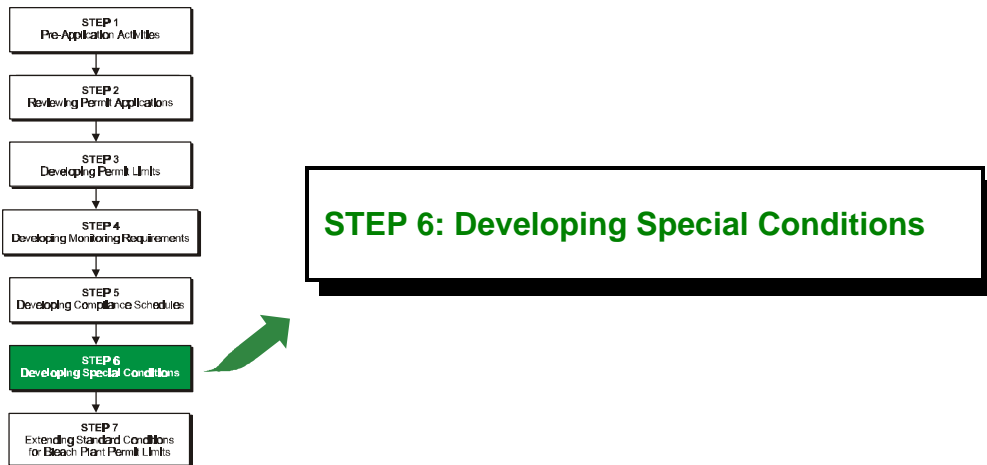 STEP 1
Pre-Application Activities
STEP 2
Reviewing Permit Applications
STEP 3
Developing Permit Limits
STEP 4
Developing Monitoring Requirements
STEP 5
Developing Compliance Schedules
STEP 6
Developing Special Conditions
STEP 7
Extending Standard Conditions
for Bleach Plant Permit Limits
STEP 6: Developing Special Conditions